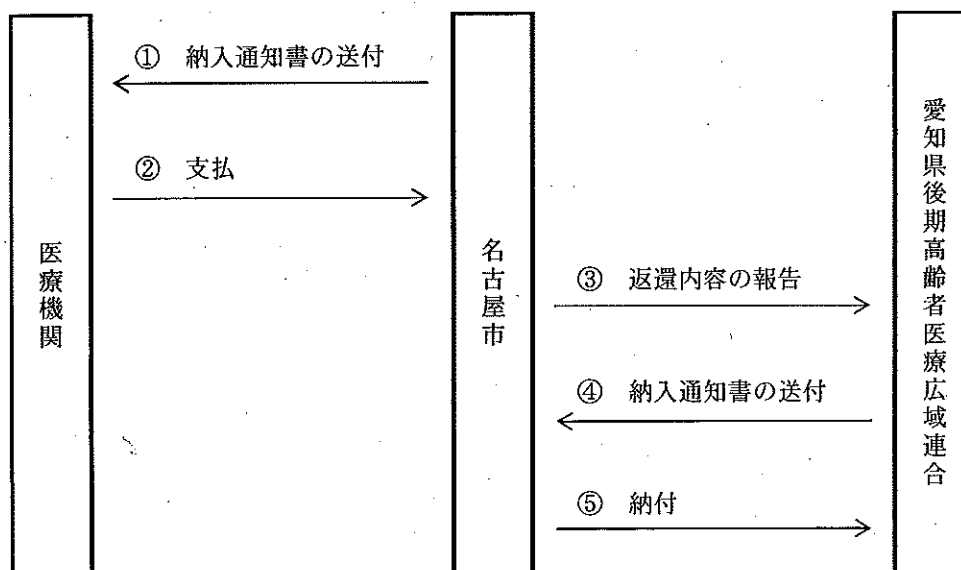 ① 納入通知書の送付
② 支払
医療機関
名古屋市
③ 返還内容の報告
④ 納入通知書の送付
⑤ 納付
愛知県後期高齢者医療広域連合